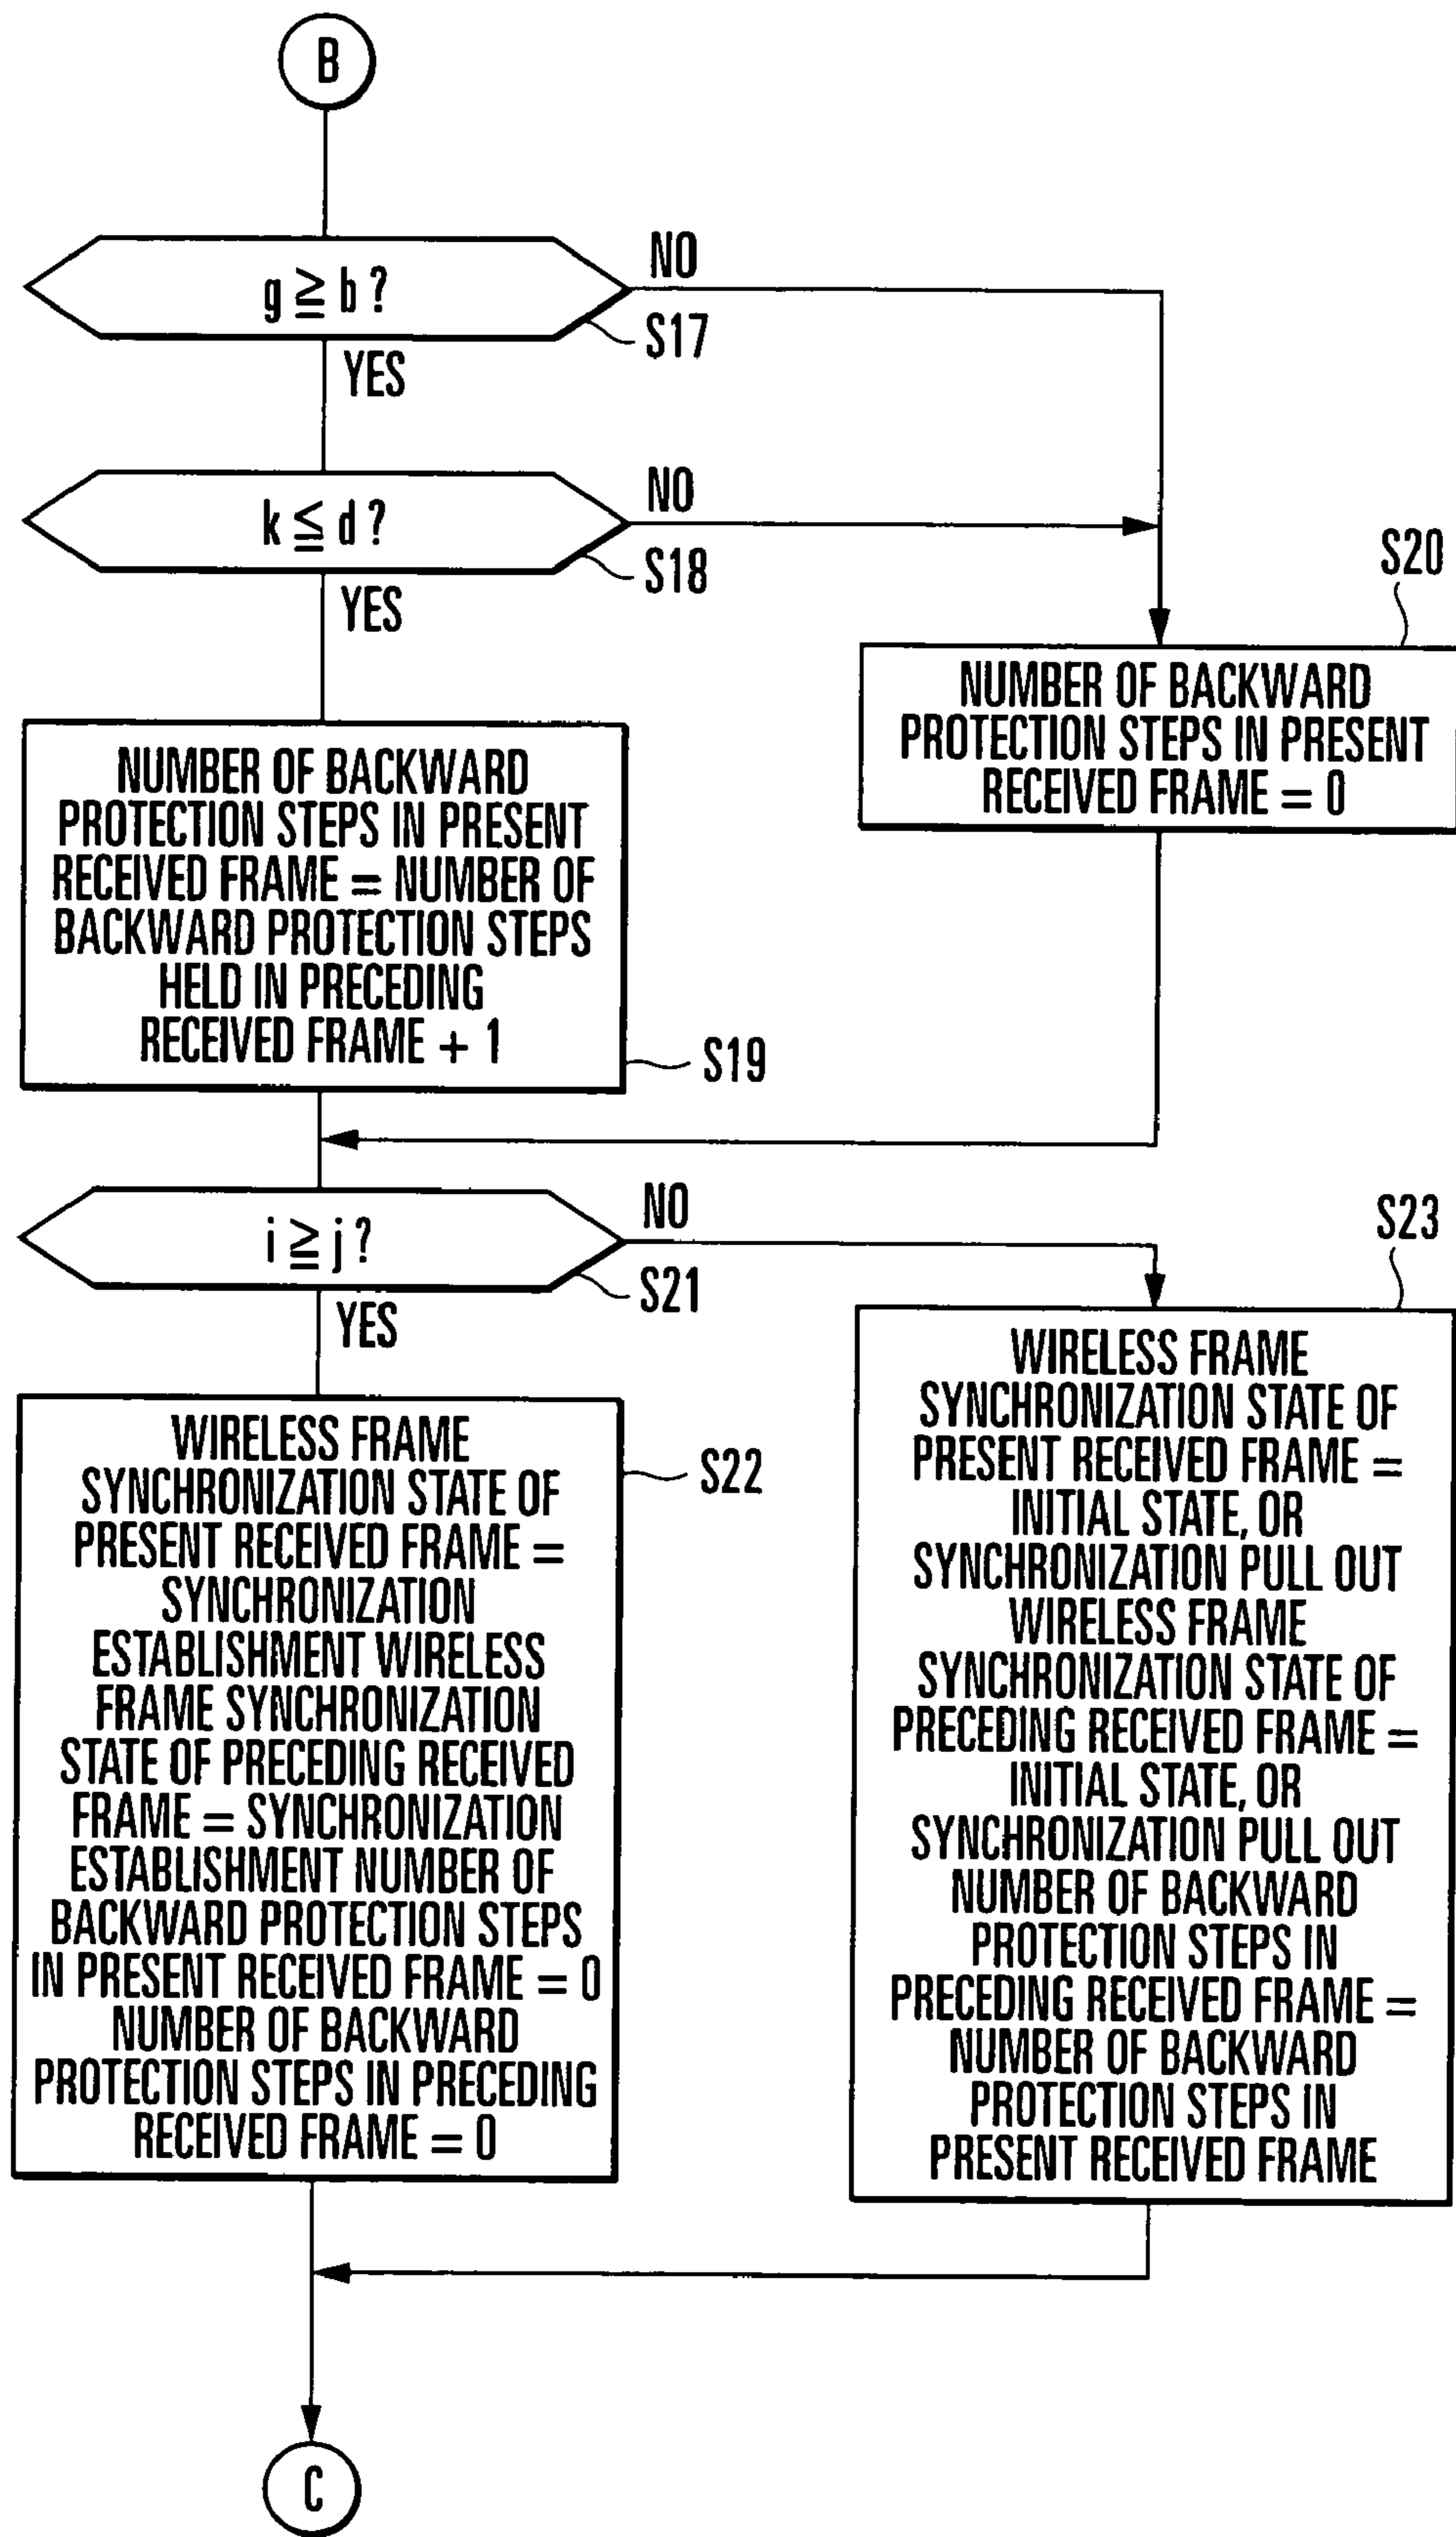 B
g ≧ b ?
NO
S17
YES
k ≦ d ?
NO
S18
YES
S20
NUMBER OF BACKWARD
PROTECTION STEPS IN PRESENT
RECEIVED FRAME = 0
NUMBER OF BACKWARD
PROTECTION STEPS IN PRESENT
RECEIVED FRAME = NUMBER OF
BACKWARD PROTECTION STEPS
HELD IN PRECEDING
RECEIVED FRAME + 1
S19
i ≧ j ?
NO
S21
YES
S23
WIRELESS FRAME
SYNCHRONIZATION STATE OF
PRESENT RECEIVED FRAME =
SYNCHRONIZATION
ESTABLISHMENT WIRELESS
FRAME SYNCHRONIZATION
STATE OF PRECEDING RECEIVED
FRAME = SYNCHRONIZATION
ESTABLISHMENT NUMBER OF
BACKWARD PROTECTION STEPS
IN PRESENT RECEIVED FRAME = 0
NUMBER OF BACKWARD
PROTECTION STEPS IN PRECEDING
RECEIVED FRAME = 0
S22
WIRELESS FRAME
SYNCHRONIZATION STATE OF
PRESENT RECEIVED FRAME =
INITIAL STATE, OR
SYNCHRONIZATION PULL OUT
WIRELESS FRAME
SYNCHRONIZATION STATE OF
PRECEDING RECEIVED FRAME =
INITIAL STATE, OR
SYNCHRONIZATION PULL OUT
NUMBER OF BACKWARD
PROTECTION STEPS IN
PRECEDING RECEIVED FRAME =
NUMBER OF BACKWARD
PROTECTION STEPS IN
PRESENT RECEIVED FRAME
C